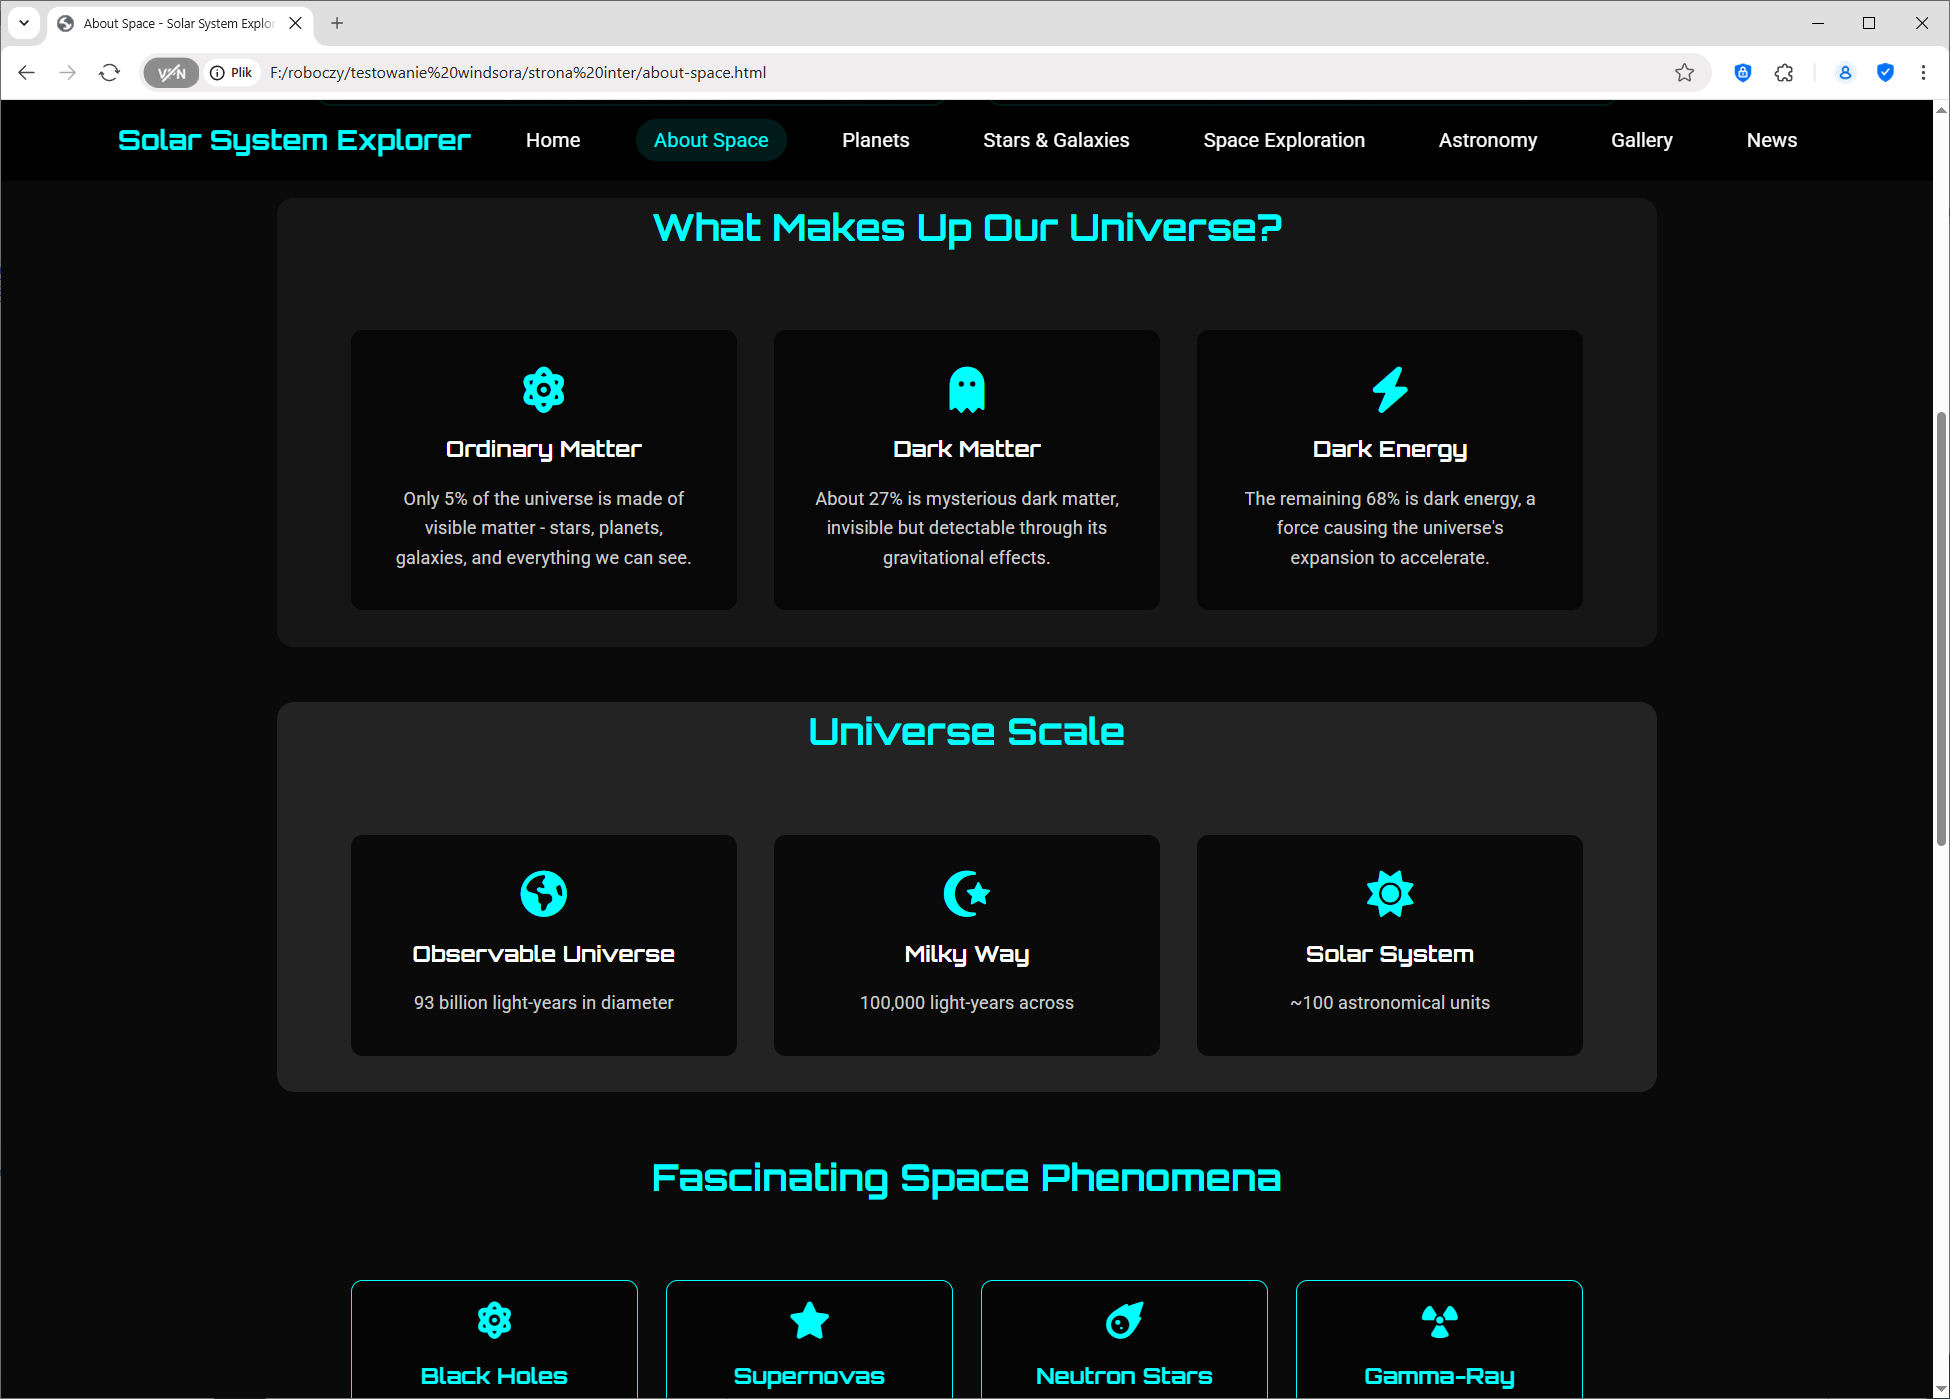 About Space - Solar System Explor
VPN
Plik
F:/roboczy/testowanie%20windsora/strona%20inter/about-space.html
Solar System Explorer
Home
About Space
Planets
Stars & Galaxies
Space Exploration
Astronomy
Gallery
News
What Makes Up Our Universe?
Ordinary Matter
Only 5% of the universe is made of
visible matter - stars, planets,
galaxies, and everything we can see.
Dark Matter
About 27% is mysterious dark matter,
invisible but detectable through its
gravitational effects.
Dark Energy
The remaining 68% is dark energy, a
force causing the universe's
expansion to accelerate.
Universe Scale
Observable Universe
93 billion light-years in diameter
Milky Way
100,000 light-years across
Solar System
~100 astronomical units
Fascinating Space Phenomena
Black Holes
Supernovas
Neutron Stars
Gamma-Ray